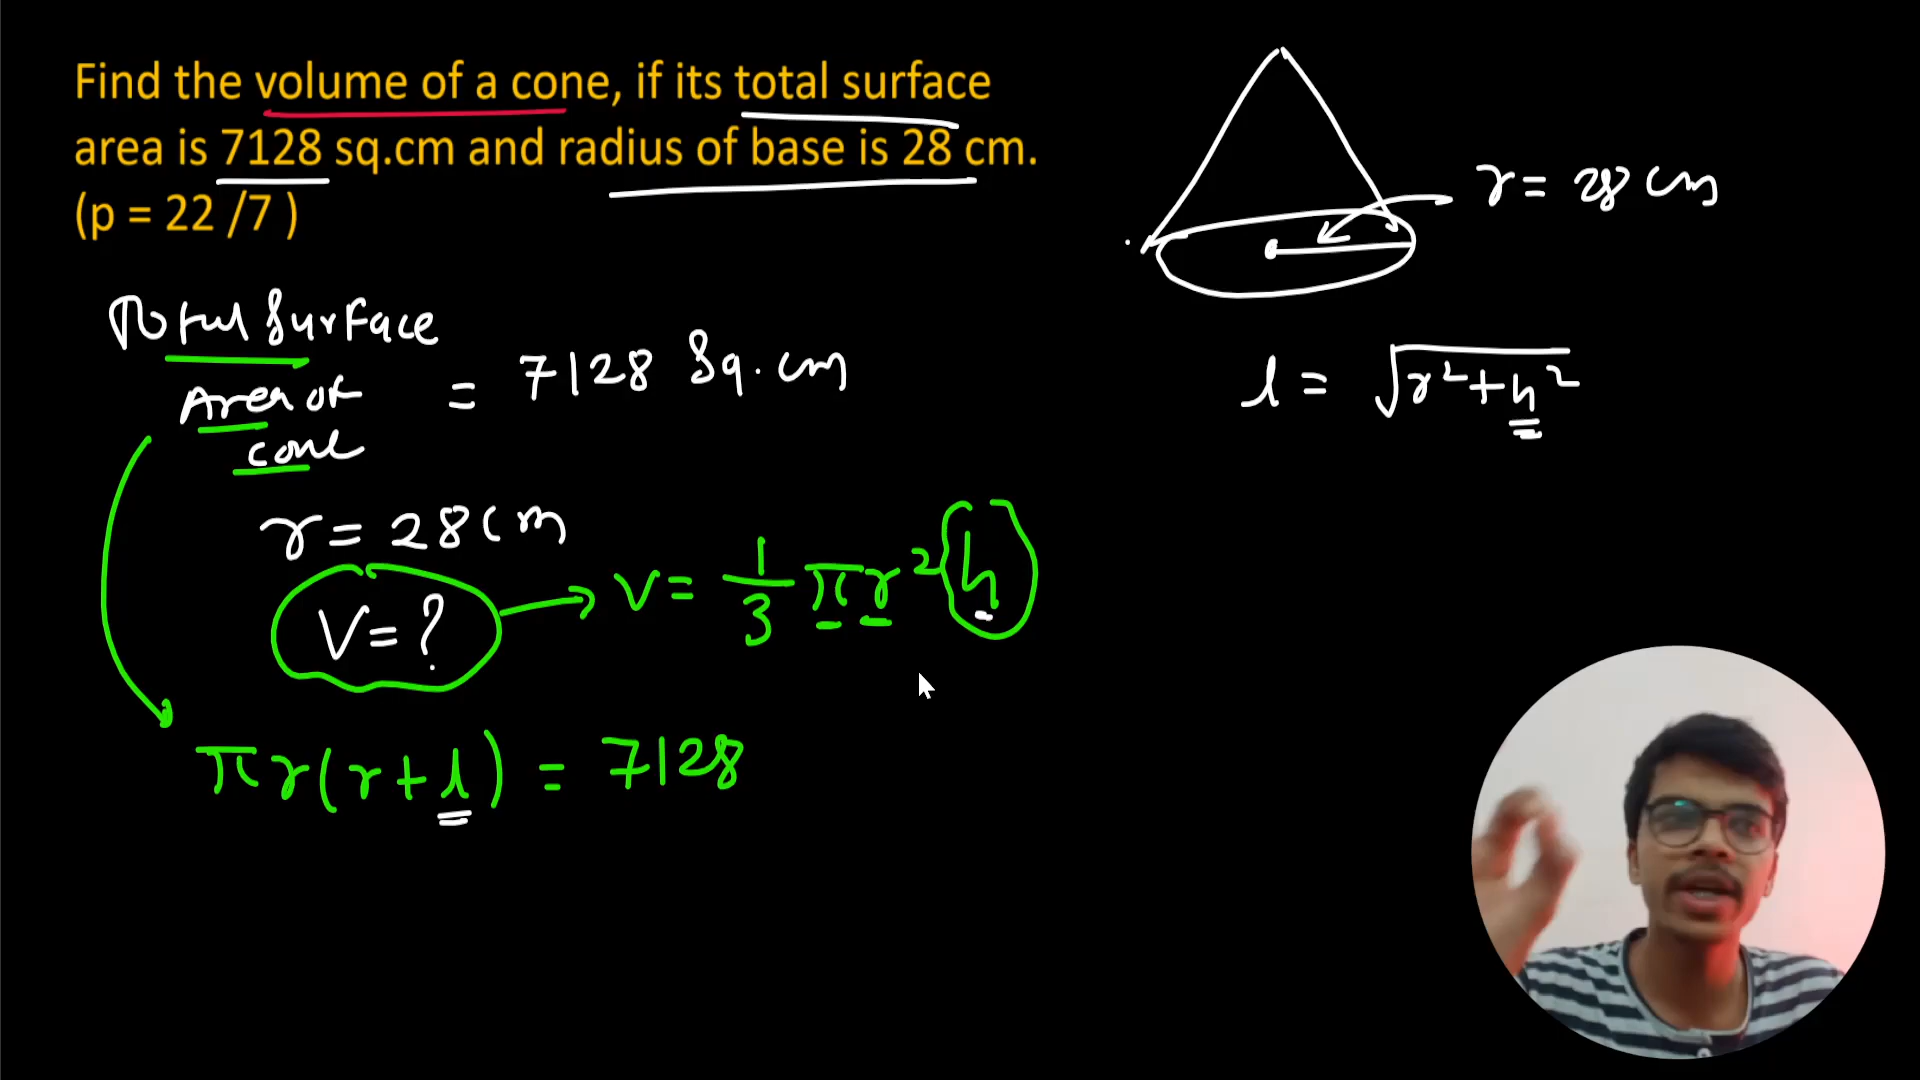 Find the volume of a cone, if its total surface
area is 7128 sq.cm and radius of base is 28 cm.
(p = 22 /7 )
r = 28 cm
Total Surface
Area of
cone
= 7128 Sq. cm
l = √r²+h²
r = 28cm
V = ?
V = 1/3 πr²h
πr(r+l) = 7128